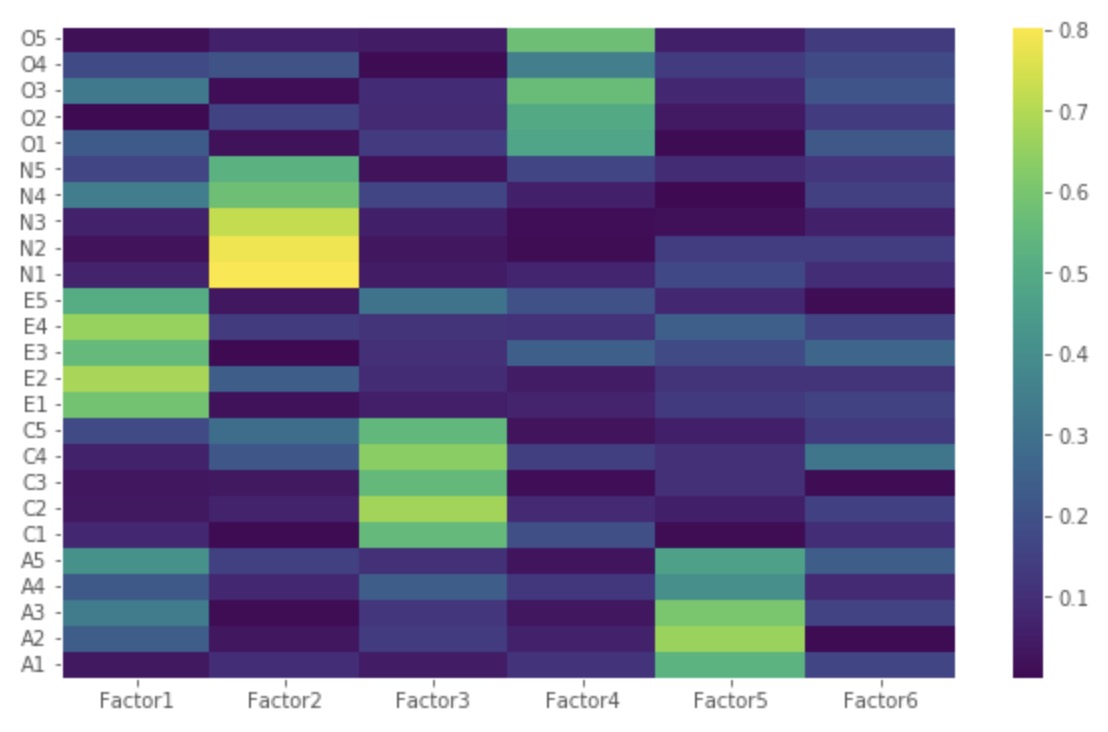 O5
O4
O3
O2
O1
N5
N4
N3
N2
N1
E5
E4
E3
E2
E1
C5
C4
C3
C2
C1
A5
A4
A3
A2
A1
Factor1 Factor2 Factor3 Factor4 Factor5 Factor6
0.8
0.7
0.6
0.5
0.4
0.3
0.2
0.1